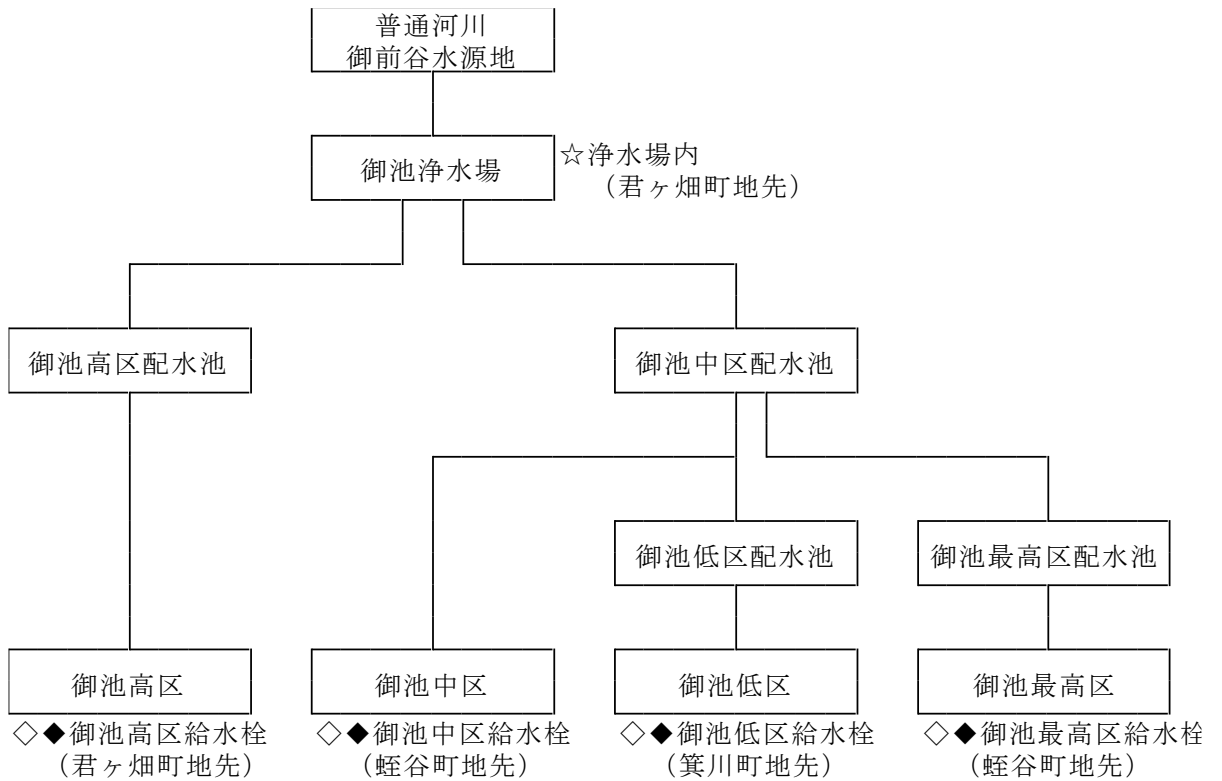 普通河川
御前谷水源地
御池浄水場
☆浄水場内
（君ヶ畑町地先）
御池高区配水池
御池中区配水池
御池低区配水池
御池最高区配水池
御池高区
御池中区
御池低区
御池最高区
◇◆御池高区給水栓
（君ヶ畑町地先）
◇◆御池中区給水栓
（蛭谷町地先）
◇◆御池低区給水栓
（箕川町地先）
◇◆御池最高区給水栓
（蛭谷町地先）